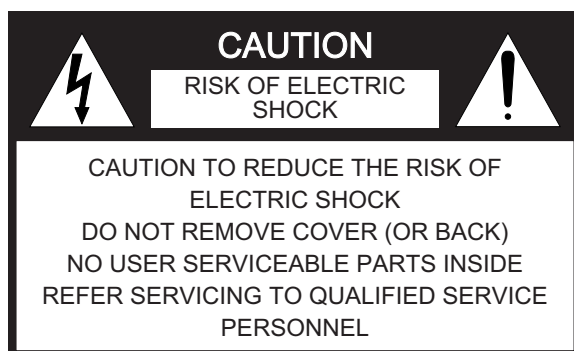 CAUTION
RISK OF ELECTRIC
SHOCK
CAUTION TO REDUCE THE RISK OF
ELECTRIC SHOCK
DO NOT REMOVE COVER (OR BACK)
NO USER SERVICEABLE PARTS INSIDE
REFER SERVICING TO QUALIFIED SERVICE
PERSONNEL